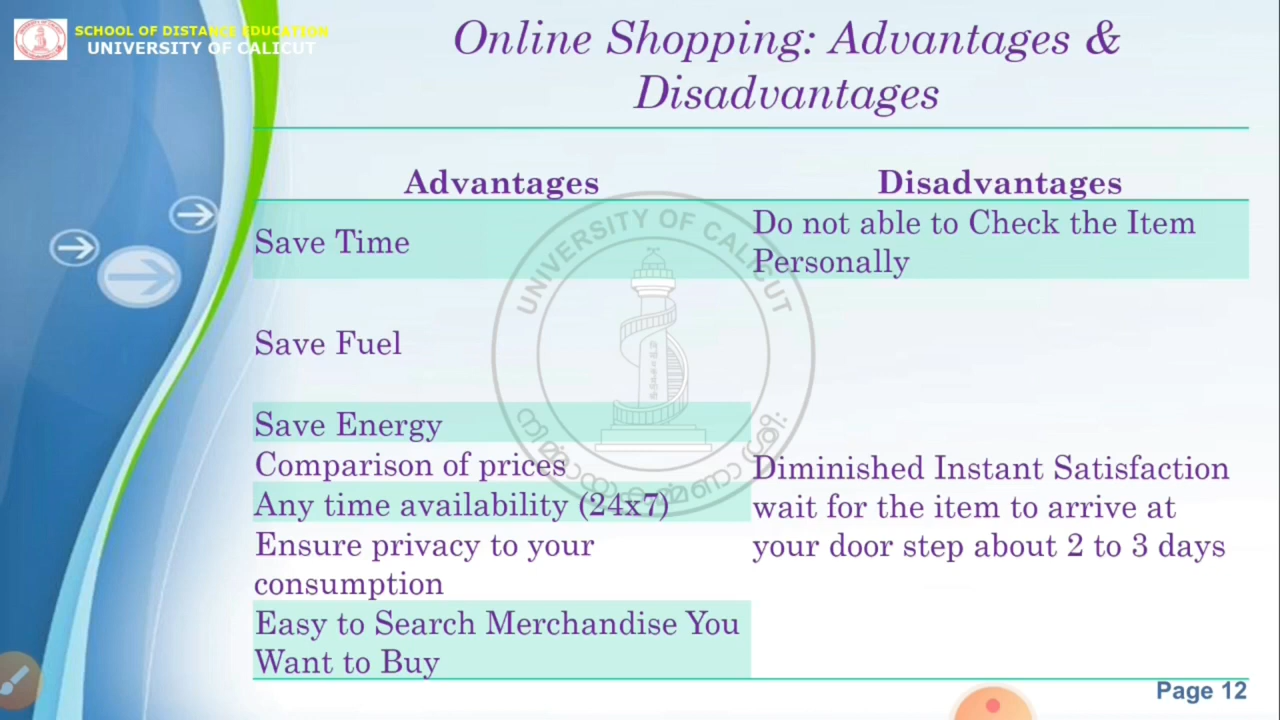 SCHOOL OF DISTANCE EDUCATION
UNIVERSITY OF CALICUT
Online Shopping: Advantages &
Disadvantages
Advantages
Disadvantages
Save Time
Do not able to Check the Item
Personally
Save Fuel
Save Energy
Comparison of prices
Any time availability (24x7)
Ensure privacy to your
consumption
Easy to Search Merchandise You
Want to Buy
Diminished Instant Satisfaction
wait for the item to arrive at
your door step about 2 to 3 days
UNIVERSITY OF CALICUT
Page 12